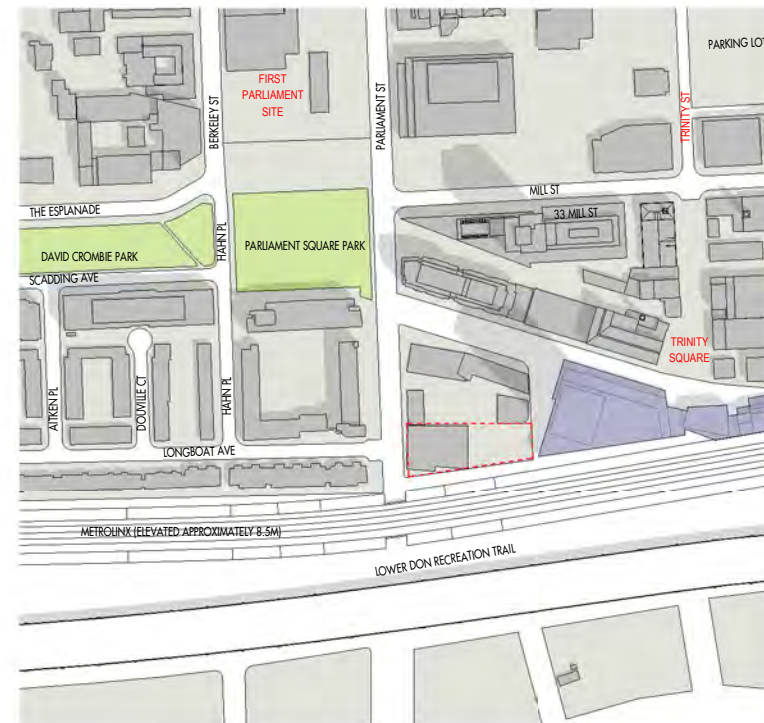 PARKING LOT
FIRST
PARLIAMENT
SITE
BERKELEY ST
PARLIAMENT ST
TRINITY ST
MILL ST
THE ESPLANADE
33 MILL ST
HAHN PL
PARLIAMENT SQUARE PARK
DAVID CROMBIE PARK
SCADDING AVE
TRINITY
SQUARE
AITKEN PL
DOUVILLE CT
HAHN PL
LONGBOAT AVE
METROLINX (ELEVATED APPROXIMATELY 8.5M)
LOWER DON RECREATION TRAIL